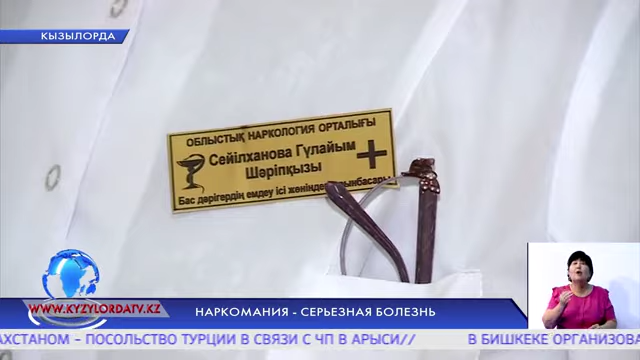 КЫЗЫЛОРДА
ОБЛЫСТЫҚ НАРКОЛОГИЯ ОРТАЛЫҒЫ
Сейілханова Гүлайым
Шәріпқызы
Бас дәрігердің емдеу ісі жөніндегі орынбасары
WWW.KYZYLORDATV.KZ
НАРКОМАНИЯ - СЕРЬЕЗНАЯ БОЛЕЗНЬ
АХСТАНОМ - ПОСОЛЬСТВО ТУРЦИИ В СВЯЗИ С ЧП В АРЫСИ// В БИШКЕКЕ ОРГАНИЗОВА